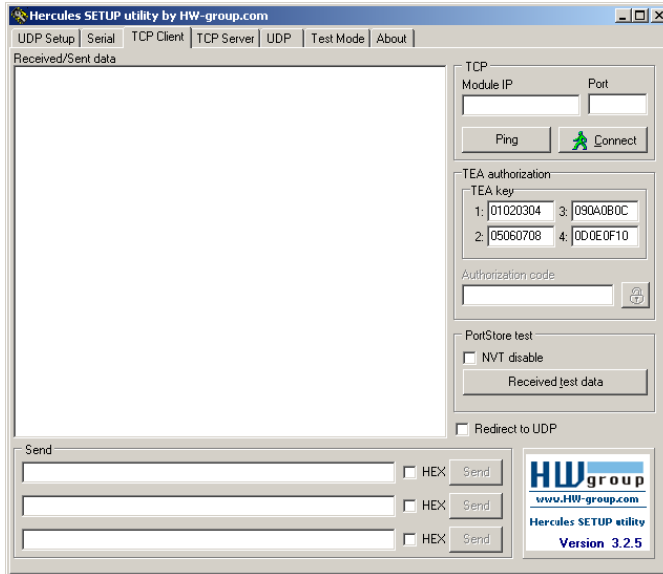 Hercules SETUP utility by HW-group.com
UDP Setup Serial TCP Client TCP Server UDP Test Mode About
Received/Sent data
TCP
Module IP Port
Ping Connect
TEA authorization
TEA key
1: 01020304 3: 090A0B0C
2: 05060708 4: 0D0E0F10
Authorization code
PortStore test
NVT disable
Received test data
Redirect to UDP
Send
HEX Send
HEX Send
HEX Send
HWgroup
www.HW-group.com
Hercules SETUP utility
Version 3.2.5